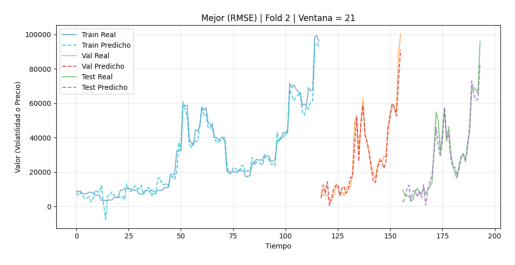 Mejor (RMSE) | Fold 2 | Ventana = 21
Valor (Volatilidad o Precio)
100000
80000
60000
40000
20000
0
Train Real
Train Predicho
Val Real
Val Predicho
Test Real
Test Predicho
0 25 50 75 100 125 150 175 200
Tiempo